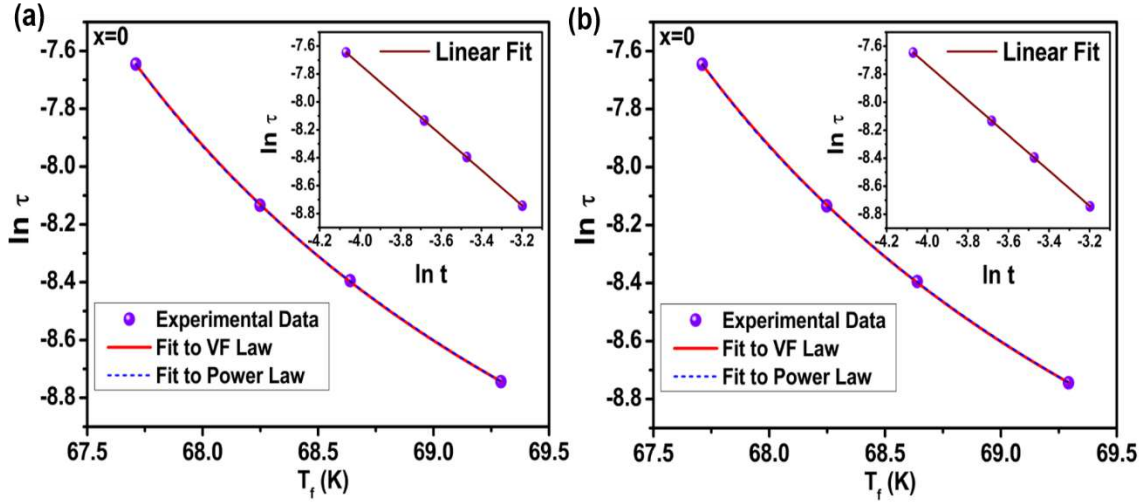 (a)
x=0
-7.6
-7.8
-8.0
-8.2
-8.4
-8.6
-8.8
ln τ
67.5 68.0 68.5 69.0 69.5
T_f (K)
Experimental Data
Fit to VF Law
Fit to Power Law
Linear Fit
-7.6
-7.8
-8.0
-8.2
-8.4
-8.6
-8.8
ln τ
-4.2 -4.0 -3.8 -3.6 -3.4 -3.2
ln t
(b)
x=0
-7.6
-7.8
-8.0
-8.2
-8.4
-8.6
-8.8
ln τ
67.5 68.0 68.5 69.0 69.5
T_f (K)
Experimental Data
Fit to VF Law
Fit to Power Law
Linear Fit
-7.6
-7.8
-8.0
-8.2
-8.4
-8.6
-8.8
ln τ
-4.2 -4.0 -3.8 -3.6 -3.4 -3.2
ln t